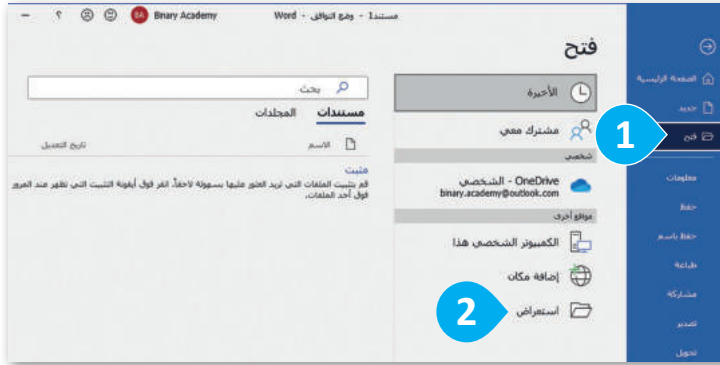 مستند1 - وضع التوافق - Word
Binary Academy
BA
؟
فتح
الصفحة الرئيسية
جديد
فتح
معلومات
حفظ
حفظ باسم
طباعة
مشاركة
تصدير
تحويل
1
الأخيرة
مشترك معي
شخصي
OneDrive - الشخصي
binary.academy@outlook.com
مواقع أخرى
الكمبيوتر الشخصي هذا
إضافة مكان
استعراض
2
بحث
مستندات المجلدات
الاسم تاريخ التعديل
مثبت
قم بتثبيت الملفات التي تريد العثور عليها بسهولة لاحقاً. انقر فوق أيقونة التثبيت التي تظهر عند المرور
فوق أحد الملفات.